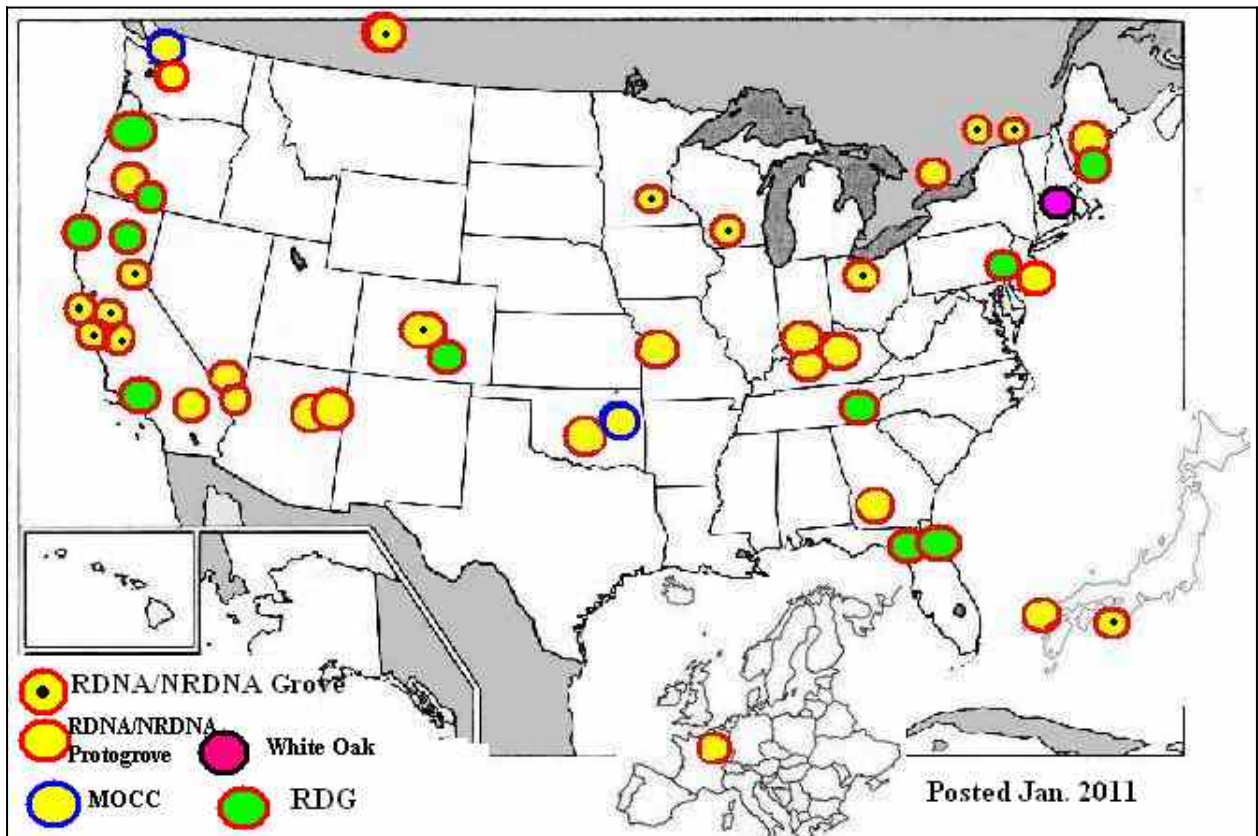 RDNA/NRDNA Grove
RDNA/NRDNA
Protogrove
White Oak
MOCC
RDG
Posted Jan. 2011